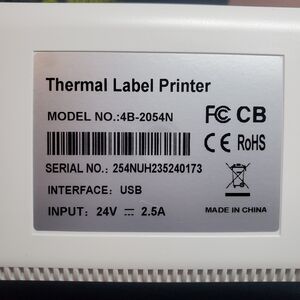 Thermal Label Printer
MODEL NO.:4B-2054N
FC CB
CE RoHS
SERIAL NO.: 254NUH235240173
INTERFACE: USB
INPUT: 24V ⎓ 2.5A
MADE IN CHINA